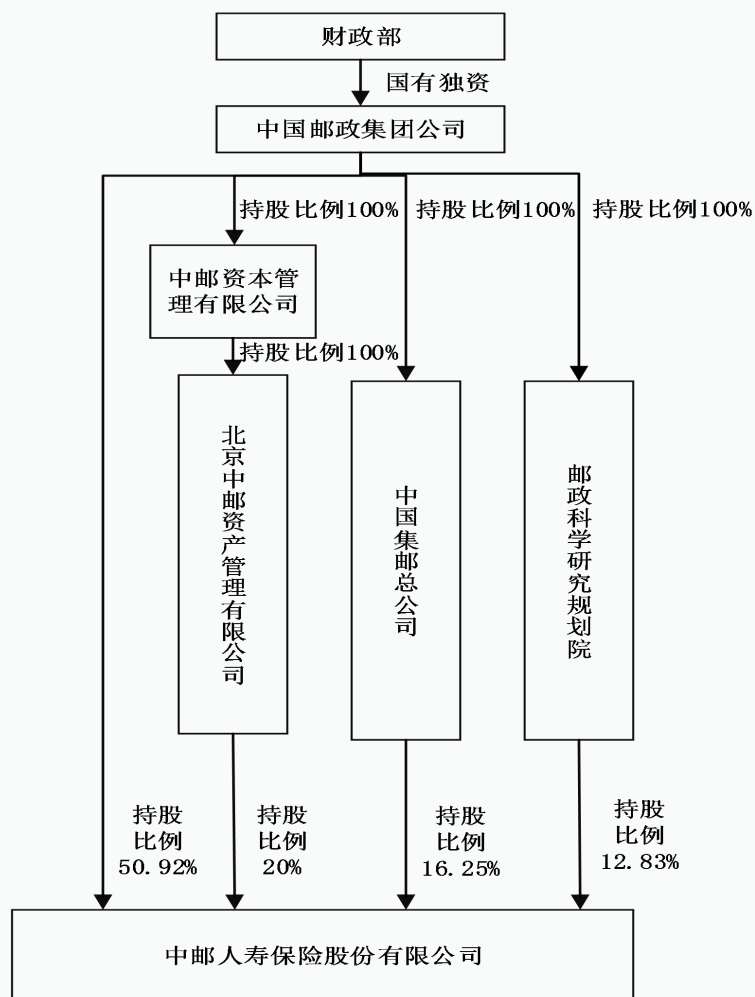 财政部
国有独资
中国邮政集团公司
持股比例100%
持股比例100%
持股比例100%
中邮资本管
理有限公司
持股比例100%
北京中邮资产管理有限公司
中国集邮总公司
邮政科学研究规划院
持股
比例
50.92%
持股
比例
20%
持股
比例
16.25%
持股
比例
12.83%
中邮人寿保险股份有限公司